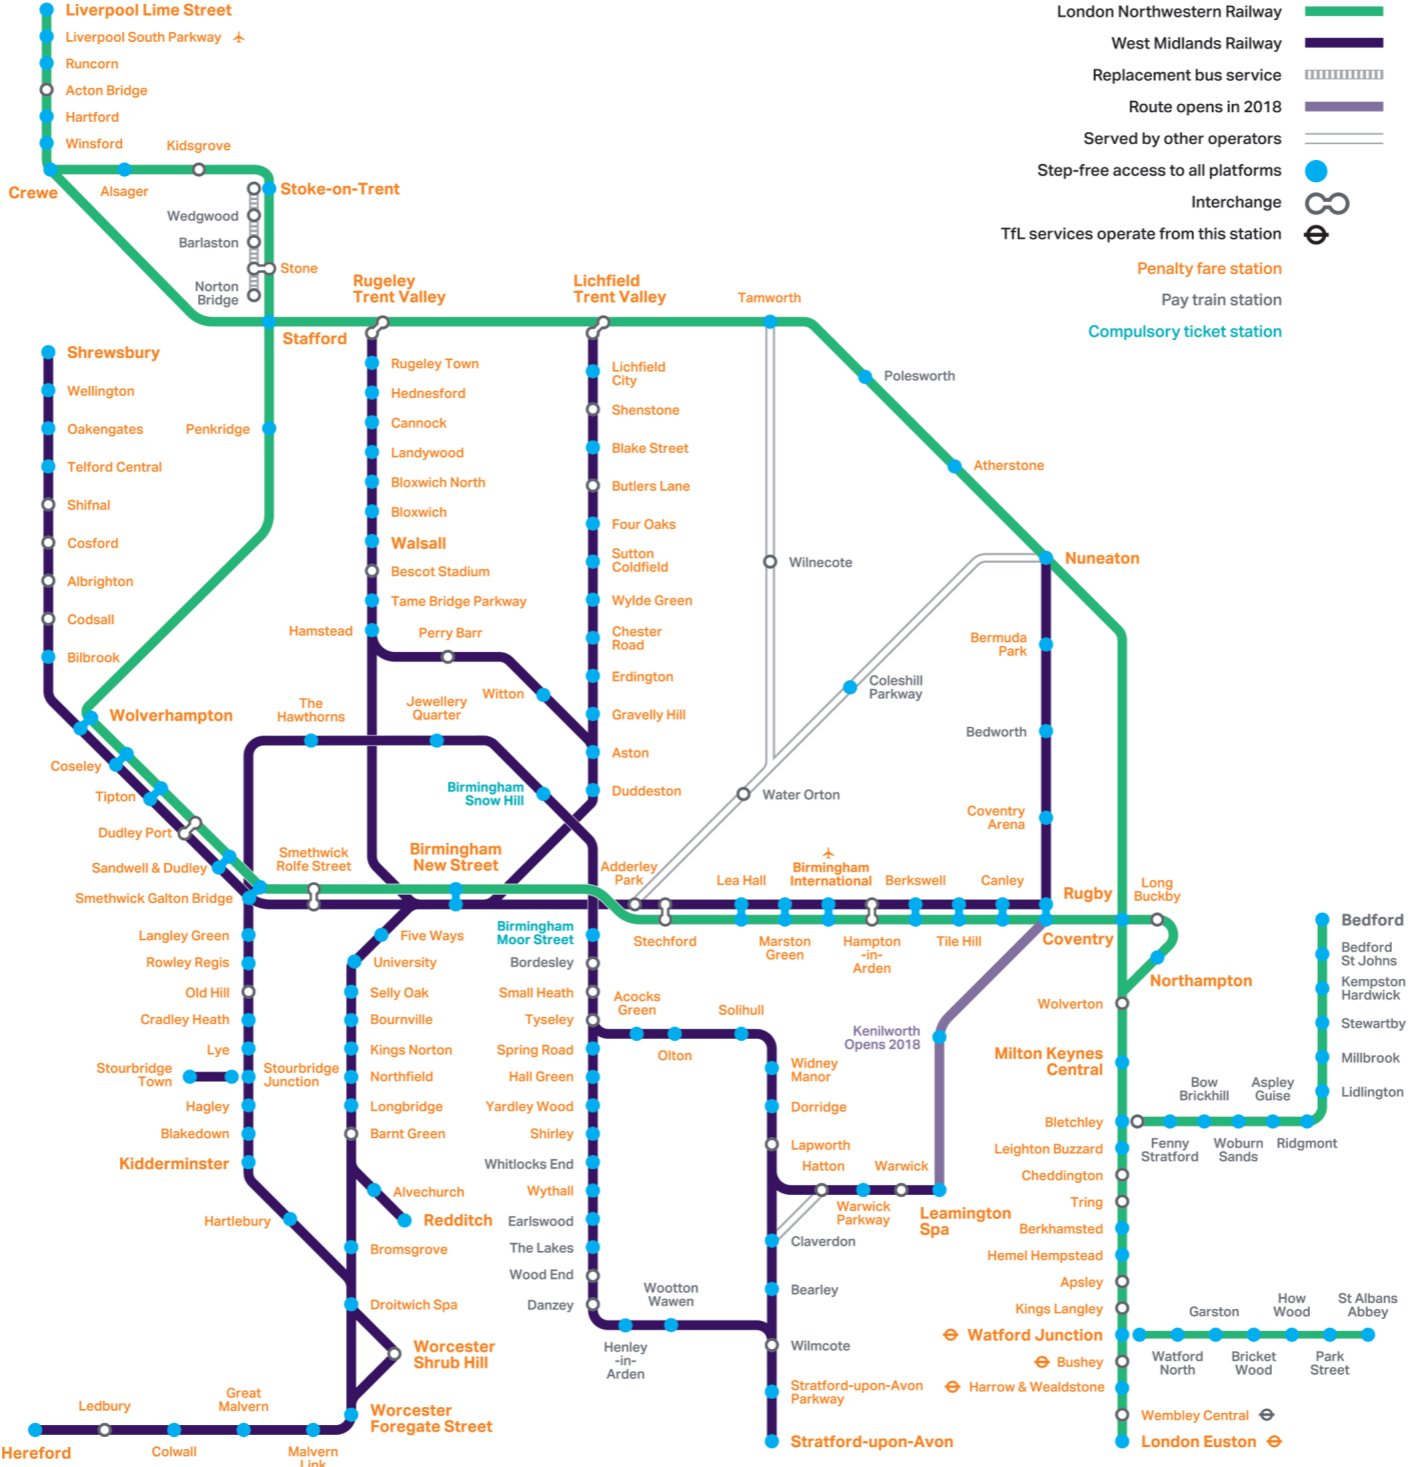 Liverpool Lime Street
Liverpool South Parkway
Runcorn
Acton Bridge
Hartford
Winsford
Kidsgrove
Crewe
Alsager
Stoke-on-Trent
Wedgwood
Barlaston
Stone
Norton
Bridge
Stafford
London Northwestern Railway
West Midlands Railway
Replacement bus service
Route opens in 2018
Served by other operators
Step-free access to all platforms
Interchange
TfL services operate from this station
Penalty fare station
Pay train station
Compulsory ticket station
Rugeley
Trent Valley
Lichfield
Trent Valley
Tamworth
Polesworth
Atherstone
Nuneaton
Shrewsbury
Wellington
Oakengates
Telford Central
Shifnal
Cosford
Albrighton
Codsall
Bilbrook
Penkridge
Wolverhampton
Coseley
Tipton
Dudley Port
Sandwell & Dudley
Smethwick Galton Bridge
Rugeley Town
Hednesford
Cannock
Landywood
Bloxwich North
Bloxwich
Walsall
Bescot Stadium
Tame Bridge Parkway
Hamstead
Perry Barr
Witton
Lichfield
City
Shenstone
Blake Street
Butlers Lane
Four Oaks
Sutton
Coldfield
Wylde Green
Chester
Road
Erdington
Gravelly Hill
Aston
Duddeston
Wilnecote
Coleshill
Parkway
Water Orton
Bermuda
Park
Bedworth
Coventry
Arena
The
Hawthorns
Jewellery
Quarter
Birmingham
Snow Hill
Smethwick
Rolfe Street
Birmingham
New Street
Adderley
Park
Lea Hall
Birmingham
International
Berkswell
Canley
Rugby
Long
Buckby
Stechford
Marston
Green
Hampton
-in-
Arden
Tile Hill
Coventry
Northampton
Langley Green
Rowley Regis
Old Hill
Cradley Heath
Lye
Stourbridge
Town
Stourbridge
Junction
Hagley
Blakedown
Kidderminster
Hartlebury
Five Ways
University
Selly Oak
Bournville
Kings Norton
Northfield
Longbridge
Barnt Green
Alvechurch
Redditch
Bromsgrove
Droitwich Spa
Worcester
Shrub Hill
Worcester
Foregate Street
Great
Malvern
Ledbury
Hereford
Colwall
Malvern
Link
Birmingham
Moor Street
Bordesley
Small Heath
Tyseley
Spring Road
Hall Green
Yardley Wood
Shirley
Whitlocks End
Wythall
Earlswood
The Lakes
Wood End
Danzey
Henley
-in-
Arden
Wootton
Wawen
Acocks
Green
Olton
Solihull
Widney
Manor
Dorridge
Lapworth
Hatton
Warwick
Warwick
Parkway
Leamington
Spa
Kenilworth
Opens 2018
Claverdon
Bearley
Wilmcote
Stratford-upon-Avon
Parkway
Stratford-upon-Avon
Wolverton
Milton Keynes
Central
Bletchley
Leighton Buzzard
Cheddington
Tring
Berkhamsted
Hemel Hempstead
Apsley
Kings Langley
Watford Junction
Bushey
Harrow & Wealdstone
Wembley Central
London Euston
Bedford
Bedford
St Johns
Kempston
Hardwick
Stewartby
Millbrook
Lidlington
Bow
Brickhill
Aspley
Guise
Fenny
Stratford
Woburn
Sands
Ridgmont
Garston
How
Wood
St Albans
Abbey
Watford
North
Bricket
Wood
Park
Street